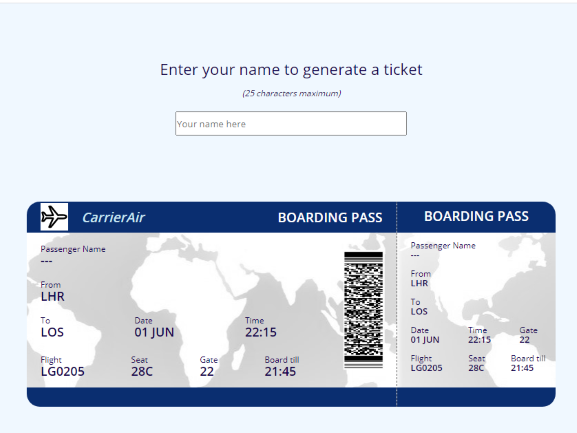 Enter your name to generate a ticket
(25 characters maximum)
Your name here
CarrierAir BOARDING PASS
Passenger Name
---
From
LHR
To Date Time
LOS 01 JUN 22:15
Flight Seat Gate Board till
LG0205 28C 22 21:45
BOARDING PASS
Passenger Name
---
From
LHR
To
LOS
Date Time Gate
01 JUN 22:15 22
Flight Seat Board till
LG0205 28C 21:45